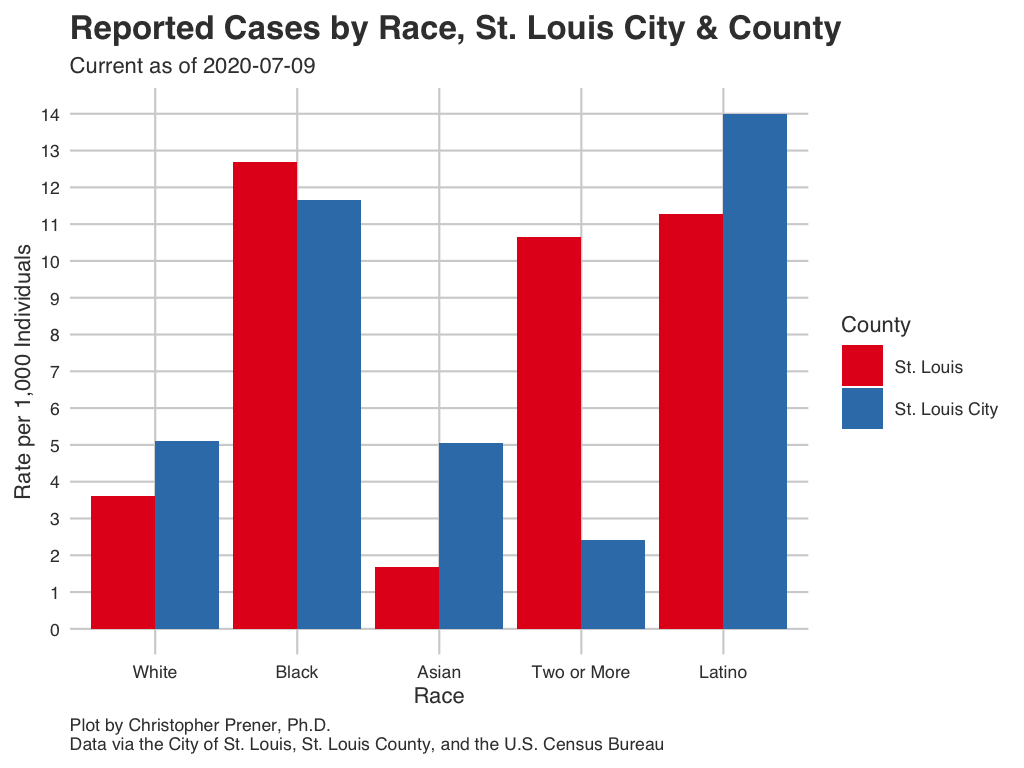 Reported Cases by Race, St. Louis City & County
Current as of 2020-07-09
14
13
12
11
10
9
8
7
6
5
4
3
2
1
0
Rate per 1,000 Individuals
White Black Asian Two or More Latino
Race
County
St. Louis
St. Louis City
Plot by Christopher Prener, Ph.D.
Data via the City of St. Louis, St. Louis County, and the U.S. Census Bureau